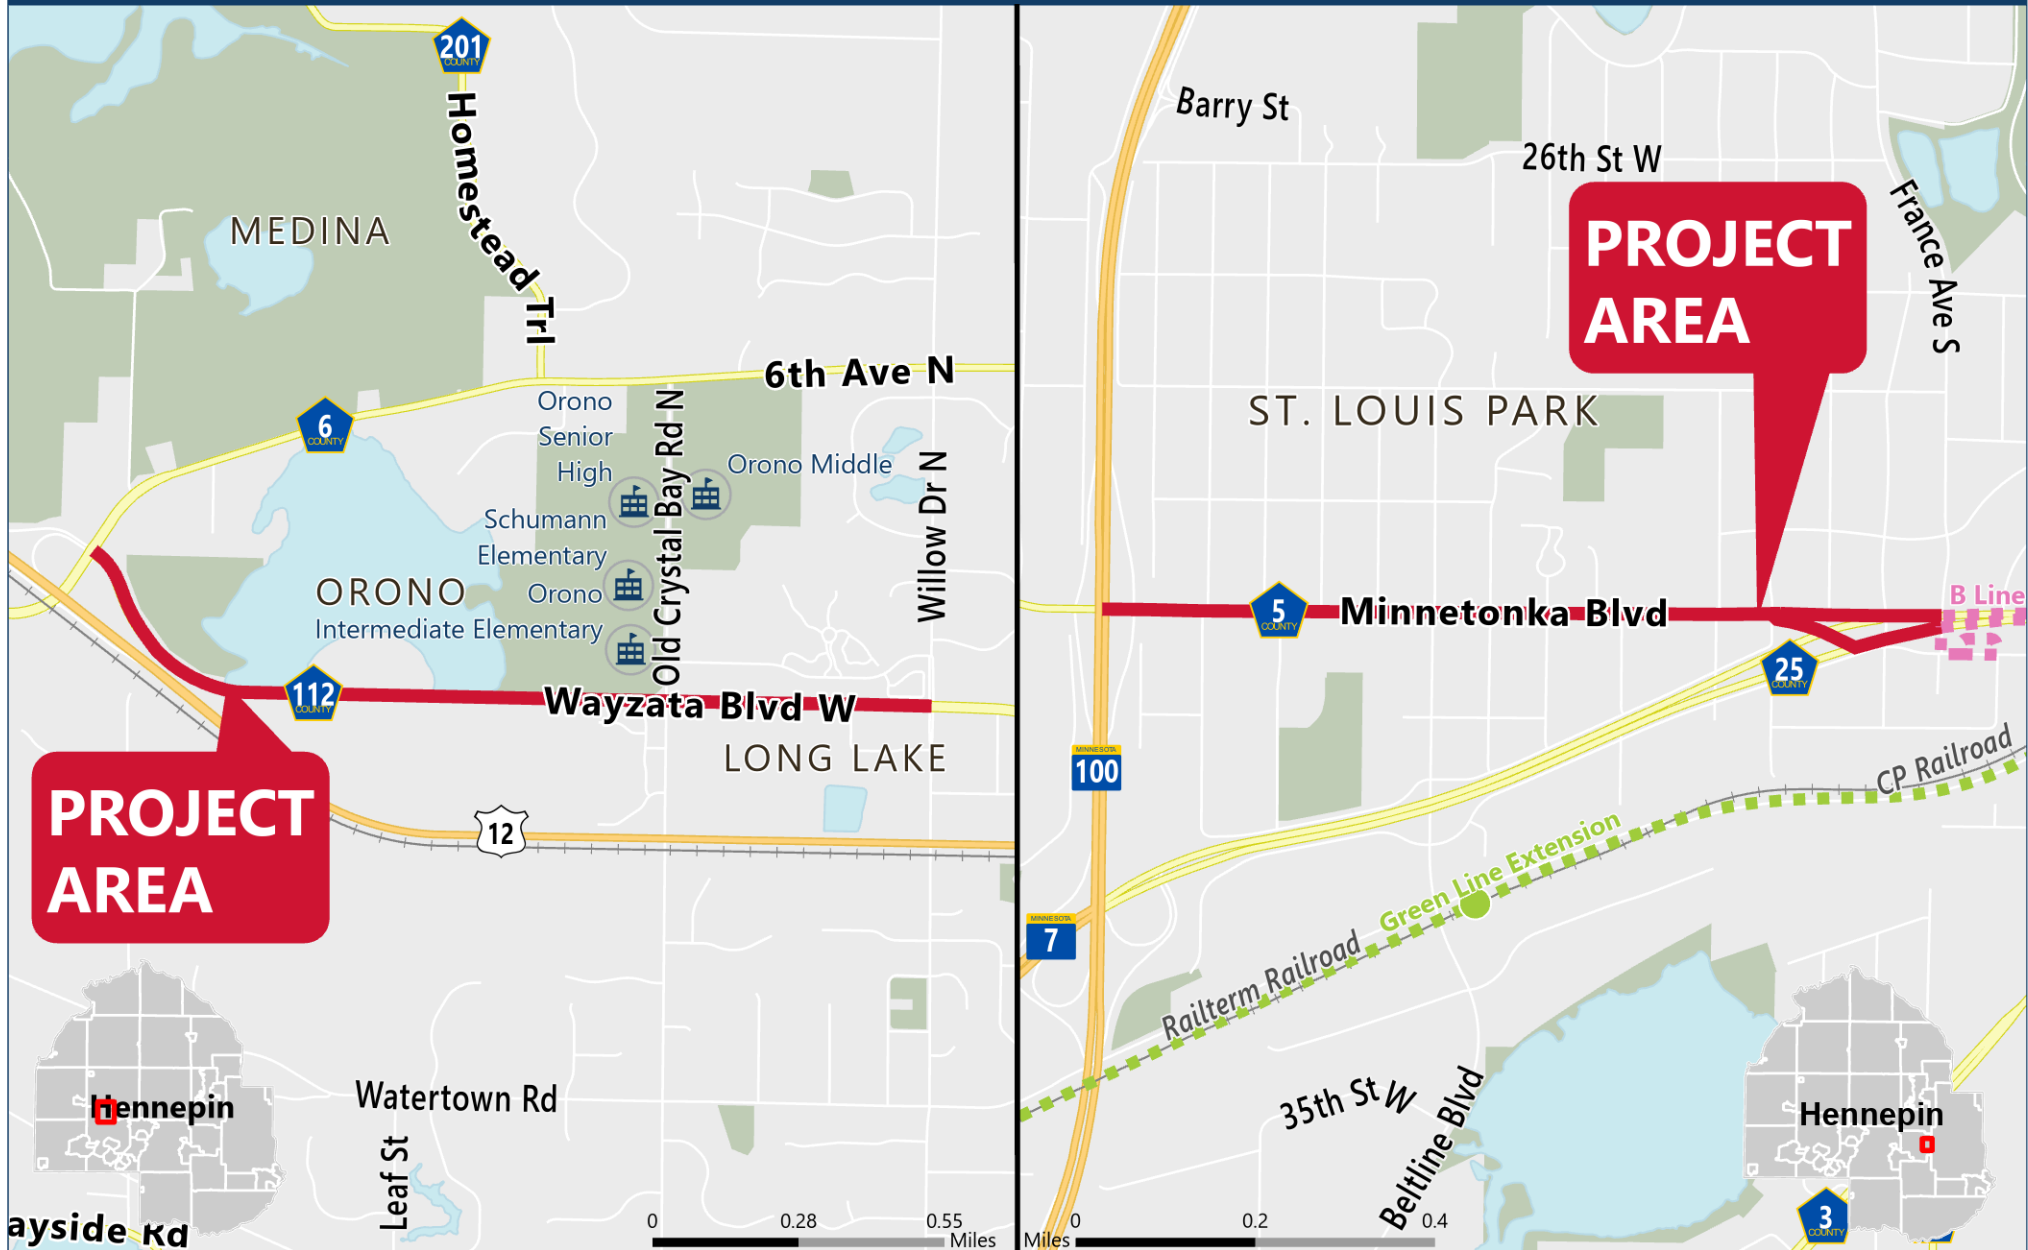 201
COUNTY
Homestead Trl
MEDINA
6th Ave N
6
COUNTY
Orono
Senior
High
Old Crystal Bay Rd N
Orono Middle
Willow Dr N
Schumann
Elementary
ORONO
Orono
Intermediate Elementary
112
COUNTY
Wayzata Blvd W
LONG LAKE
PROJECT
AREA
12
Hennepin
Watertown Rd
Leaf St
ayside Rd
0 0.28 0.55
Miles
Barry St
26th St W
PROJECT
AREA
France Ave S
ST. LOUIS PARK
5
COUNTY
Minnetonka Blvd
B Line
25
COUNTY
MINNESOTA
100
CP Railroad
Green Line Extension
MINNESOTA
7
Railterm Railroad
35th St W
Beltline Blvd
Hennepin
3
COUNTY
0 0.2 0.4
Miles